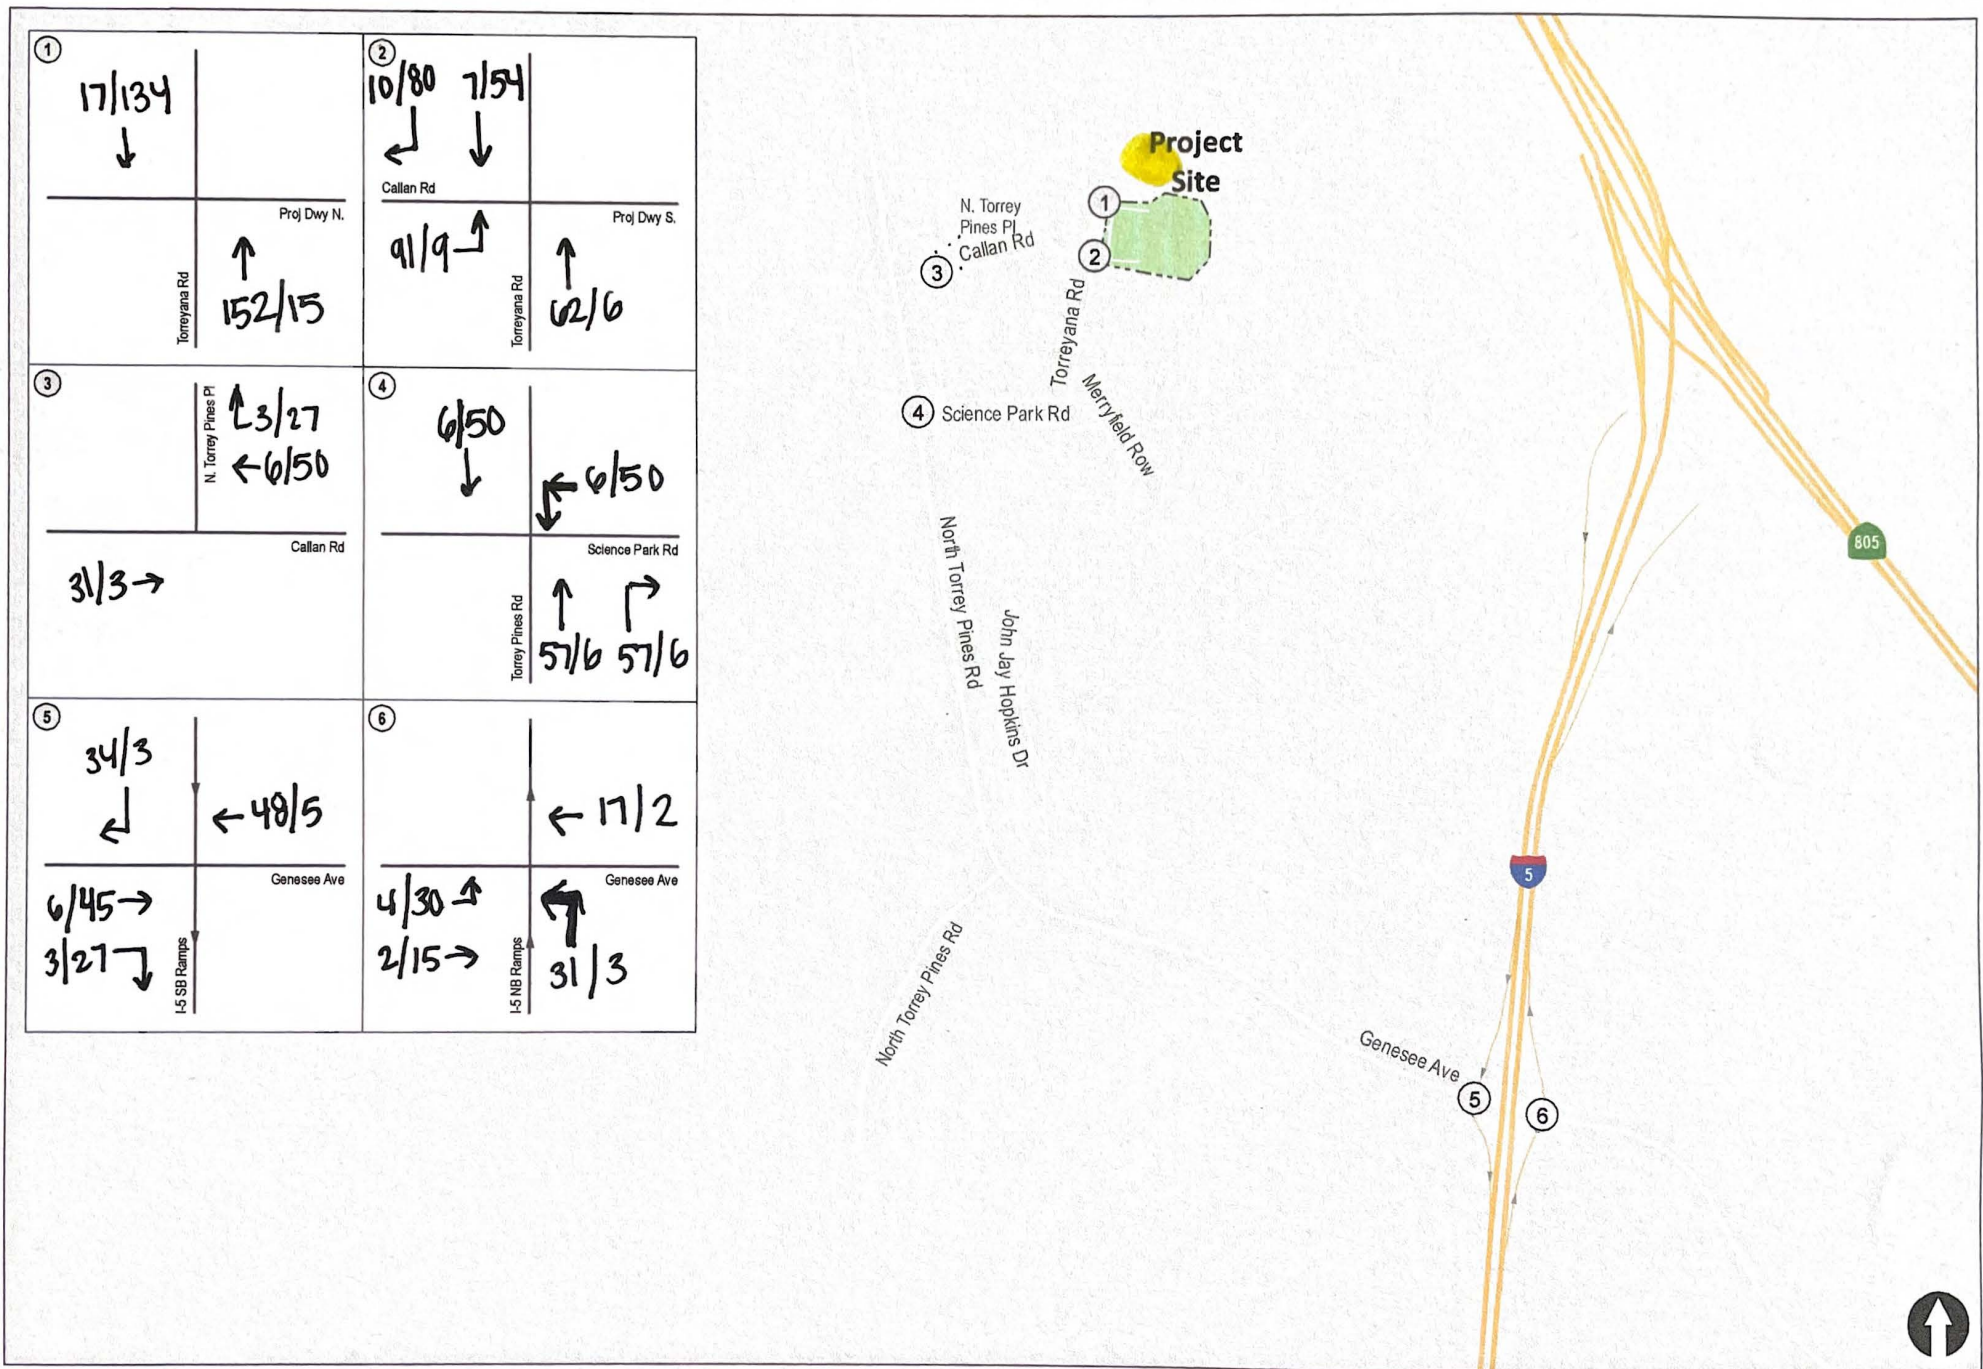 1
17/134
Proj Dwy N.
Torreyana Rd
152/15
2
10/80 7/54
Callan Rd
Proj Dwy S.
91/9
Torreyana Rd
62/6
3
N. Torrey Pines Pl
3/27
6/50
Callan Rd
31/3
4
6/50
6/50
Science Park Rd
Torrey Pines Rd
57/6 57/6
5
34/3
48/5
Genesee Ave
6/45
3/27
I-5 SB Ramps
6
17/2
Genesee Ave
4/30
2/15
I-5 NB Ramps
31/3
Project
Site
1
N. Torrey
Pines Pl
Callan Rd
2
3
Torreyana Rd
4 Science Park Rd
Merryfield Row
North Torrey Pines Rd
John Jay Hopkins Dr
805
5
North Torrey Pines Rd
Genesee Ave
5
6